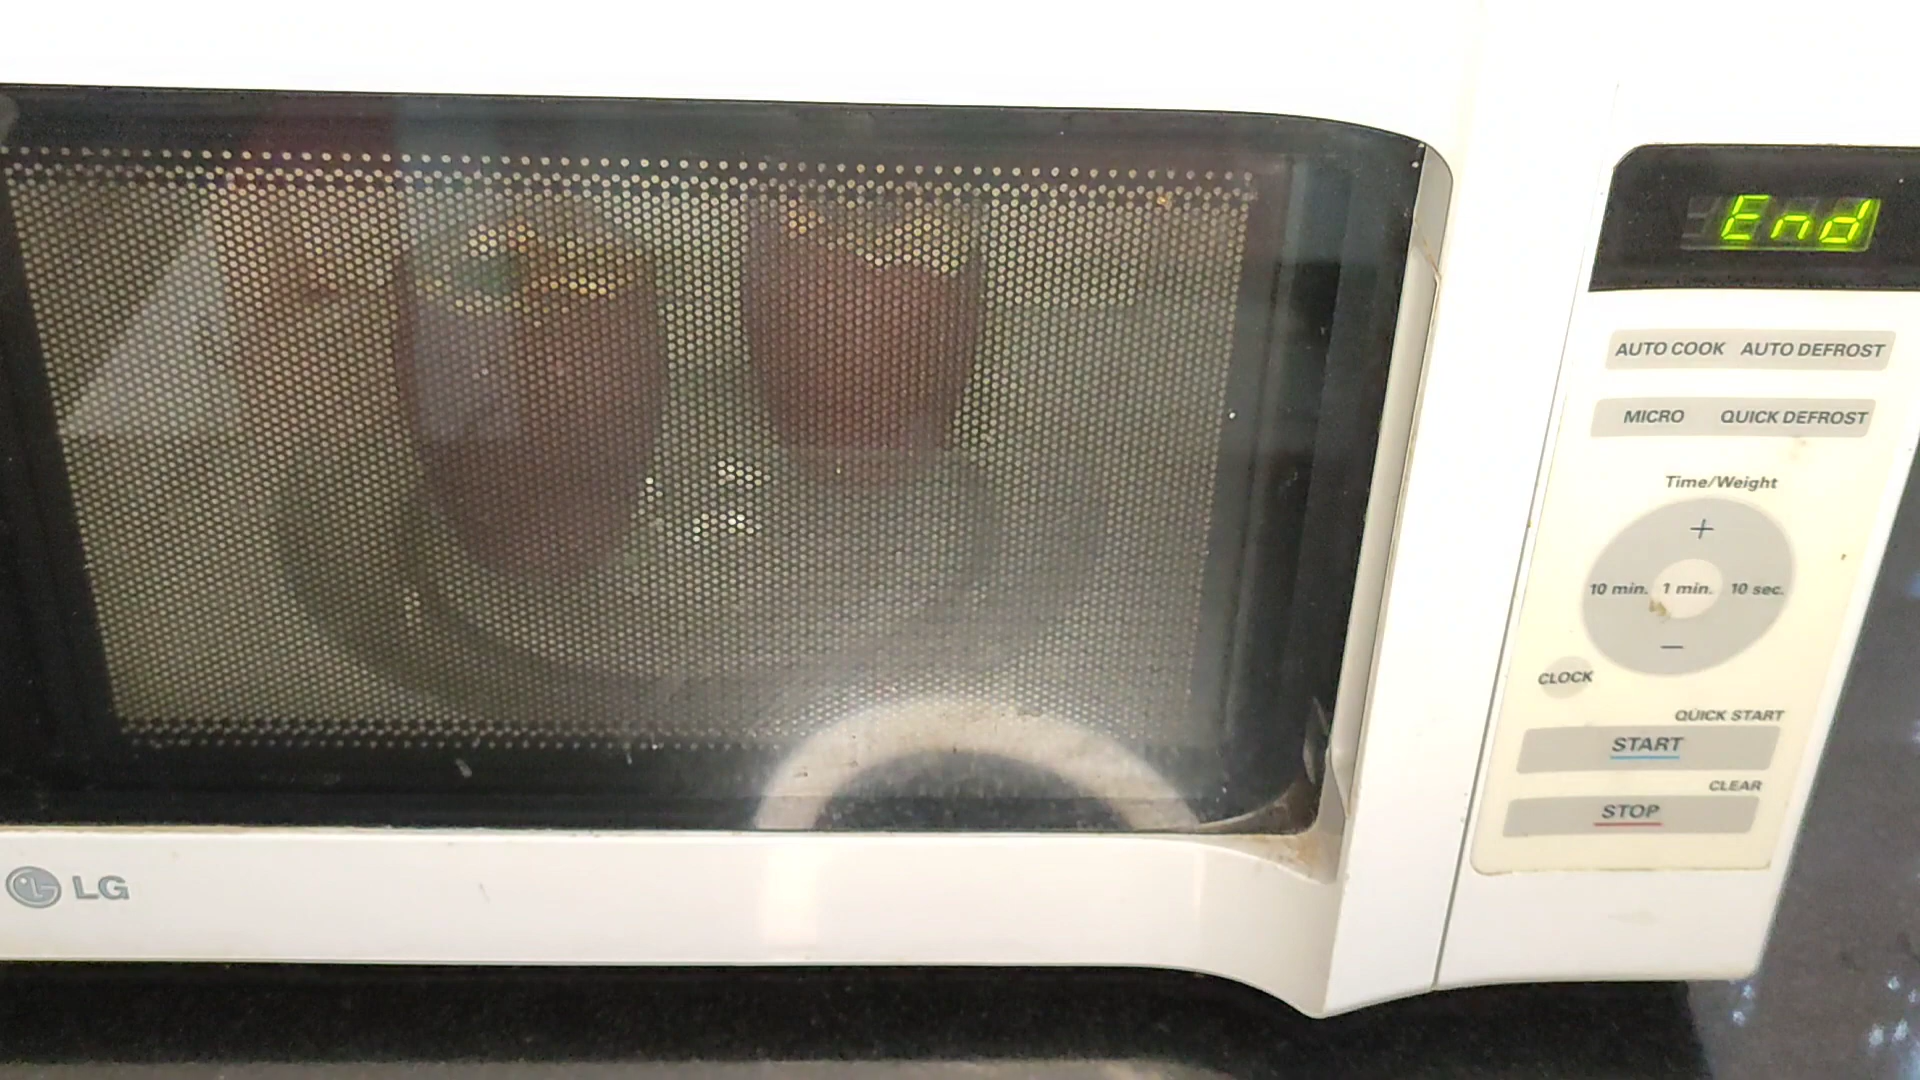 End
AUTO COOK AUTO DEFROST
MICRO QUICK DEFROST
Time/Weight
+
10 min. 1 min. 10 sec.
−
CLOCK
QUICK START
START
CLEAR
STOP
LG